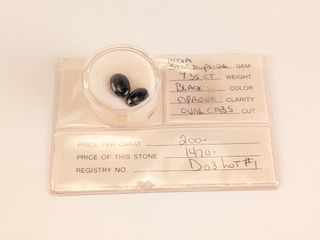 INDIA
GEM
7.35 CT WEIGHT
BLACK COLOR
OPAQUE CLARITY
OVAL CABS CUT
PRICE PER CARAT 200-
PRICE OF THIS STONE 1470-
REGISTRY NO. D03 LOT #1